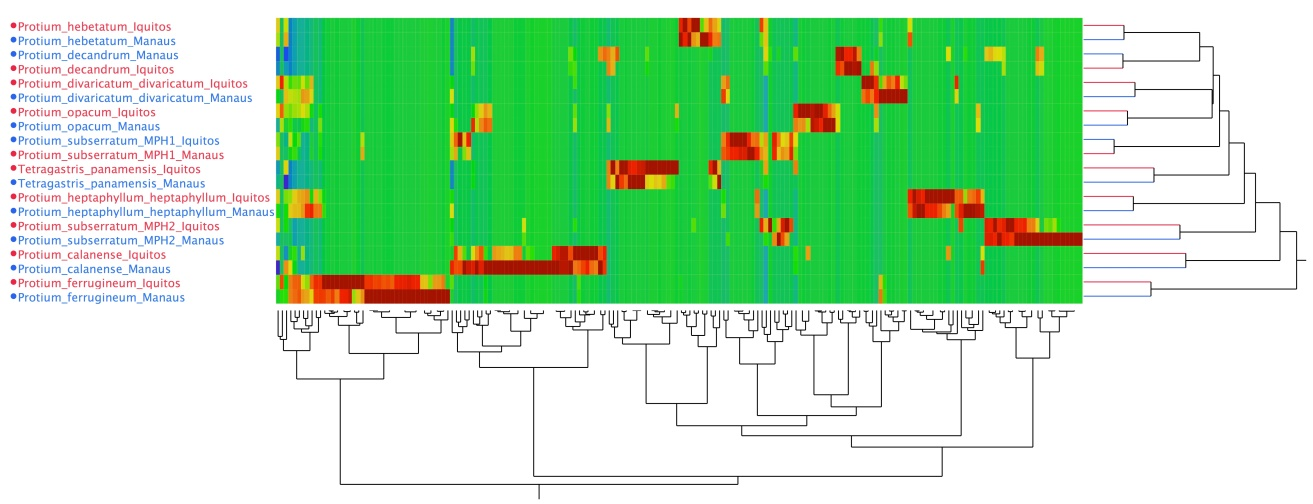 Protium_hebetatum_Iquitos
Protium_hebetatum_Manaus
Protium_decandrum_Manaus
Protium_decandrum_Iquitos
Protium_divaricatum_divaricatum_Iquitos
Protium_divaricatum_divaricatum_Manaus
Protium_opacum_Iquitos
Protium_opacum_Manaus
Protium_subserratum_MPH1_Iquitos
Protium_subserratum_MPH1_Manaus
Tetragastris_panamensis_Iquitos
Tetragastris_panamensis_Manaus
Protium_heptaphyllum_heptaphyllum_Iquitos
Protium_heptaphyllum_heptaphyllum_Manaus
Protium_subserratum_MPH2_Iquitos
Protium_subserratum_MPH2_Manaus
Protium_calanense_Iquitos
Protium_calanense_Manaus
Protium_ferrugineum_Iquitos
Protium_ferrugineum_Manaus